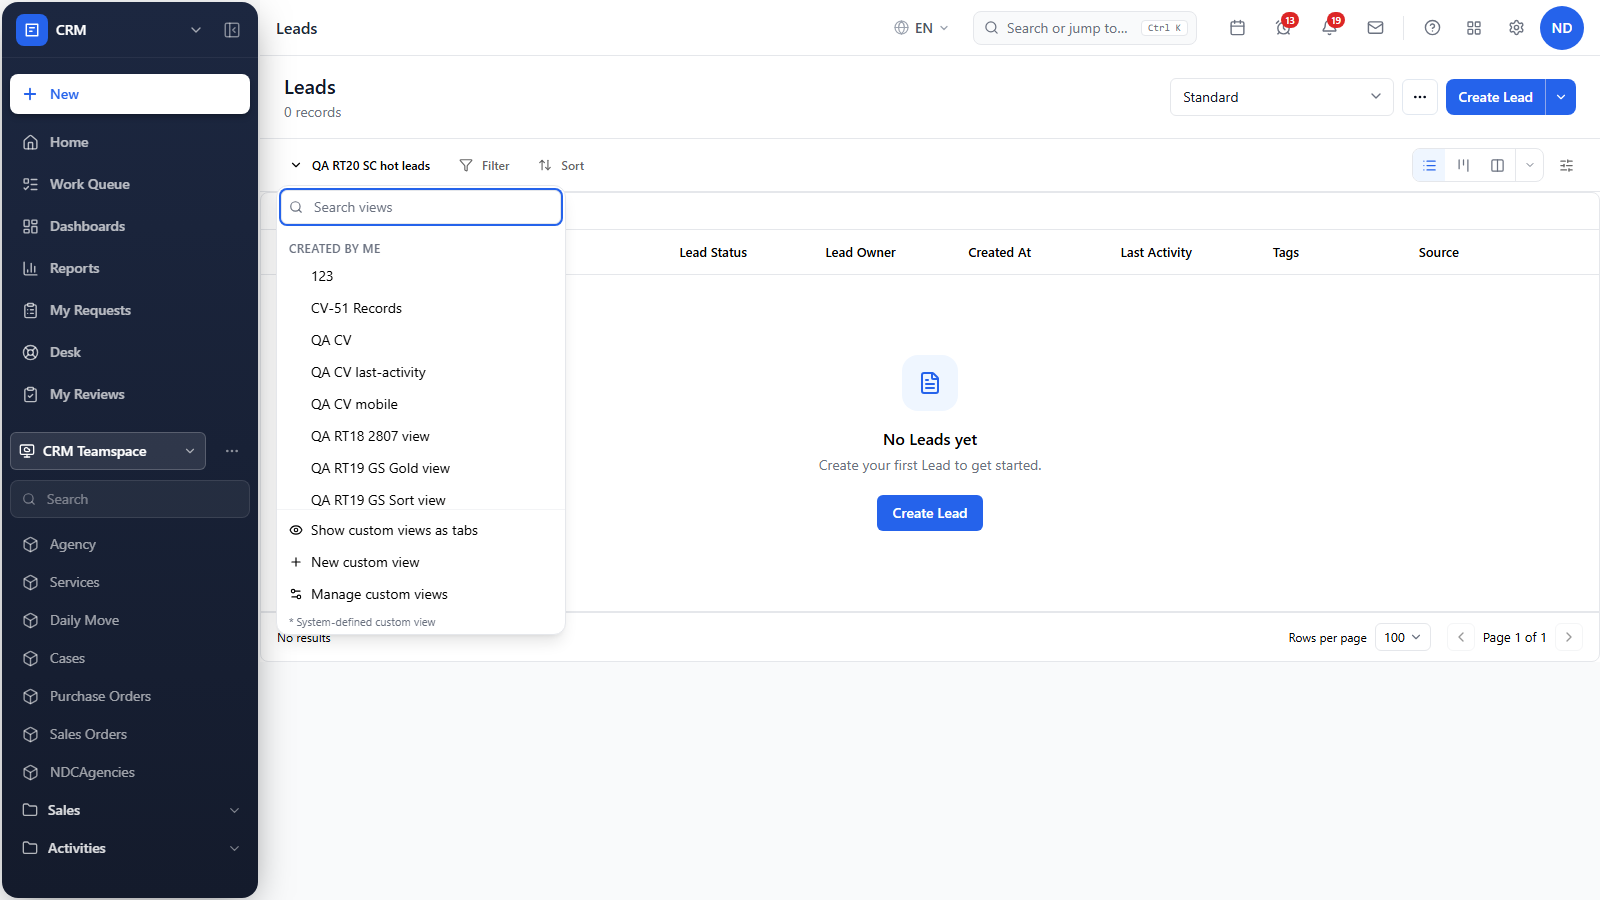 CRM
Leads
EN
Search or jump to...
Ctrl K
13
19
ND
New
Home
Work Queue
Dashboards
Reports
My Requests
Desk
My Reviews
CRM Teamspace
Search
Agency
Services
Daily Move
Cases
Purchase Orders
Sales Orders
NDCAgencies
Sales
Activities
Leads
0 records
Standard
Create Lead
QA RT20 SC hot leads
Filter
Sort
Search views
CREATED BY ME
123
CV-51 Records
QA CV
QA CV last-activity
QA CV mobile
QA RT18 2807 view
QA RT19 GS Gold view
QA RT19 GS Sort view
Show custom views as tabs
New custom view
Manage custom views
* System-defined custom view
Lead Status
Lead Owner
Created At
Last Activity
Tags
Source
No Leads yet
Create your first Lead to get started.
Create Lead
No results
Rows per page
100
Page 1 of 1